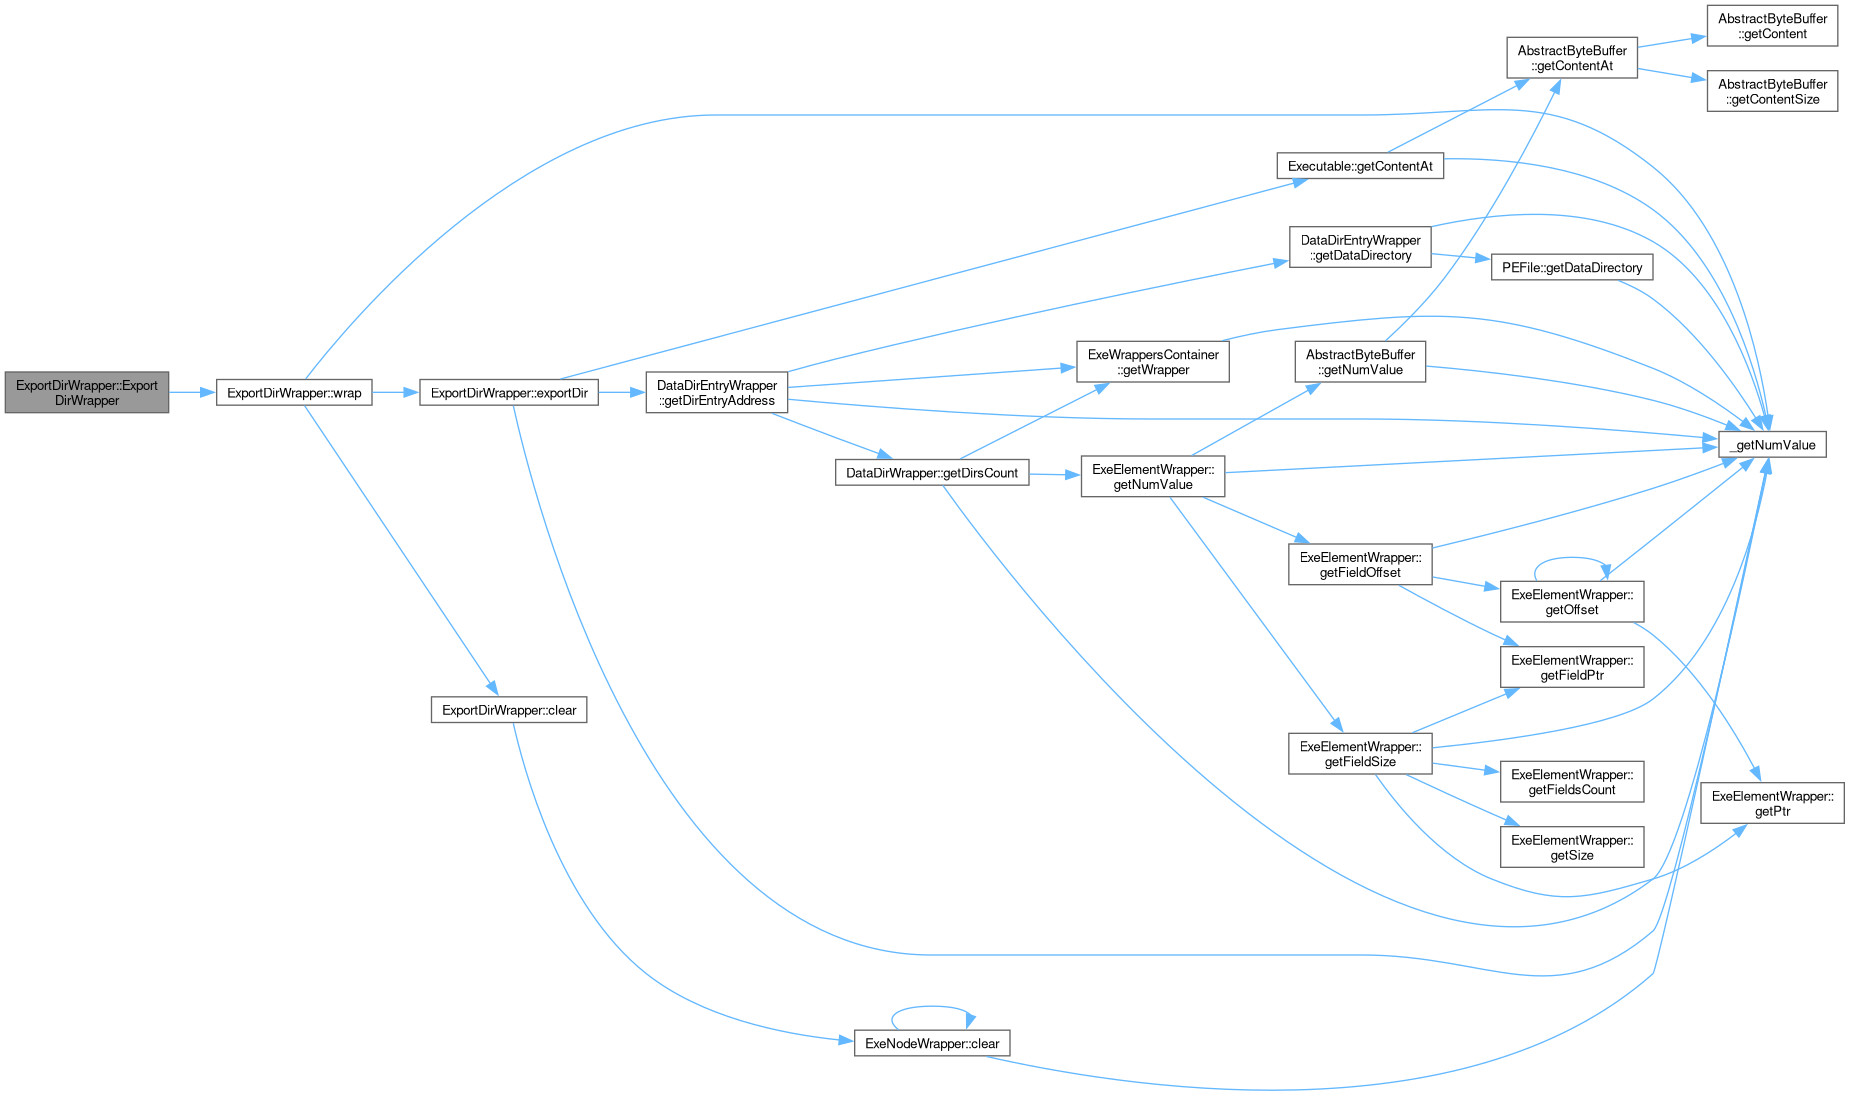 ExportDirWrapper::Export
DirWrapper
ExportDirWrapper::wrap
ExportDirWrapper::exportDir
ExportDirWrapper::clear
DataDirEntryWrapper
::getDirEntryAddress
DataDirWrapper::getDirsCount
ExeNodeWrapper::clear
ExeWrappersContainer
::getWrapper
ExeElementWrapper::
getNumValue
Executable::getContentAt
DataDirEntryWrapper
::getDataDirectory
AbstractByteBuffer
::getNumValue
ExeElementWrapper::
getFieldOffset
ExeElementWrapper::
getFieldSize
AbstractByteBuffer
::getContentAt
PEFile::getDataDirectory
ExeElementWrapper::
getOffset
ExeElementWrapper::
getFieldPtr
ExeElementWrapper::
getFieldsCount
ExeElementWrapper::
getSize
AbstractByteBuffer
::getContent
AbstractByteBuffer
::getContentSize
_getNumValue
ExeElementWrapper::
getPtr